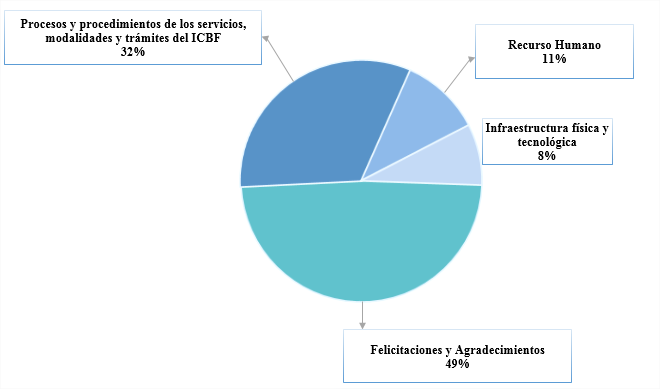 Procesos y procedimientos de los servicios,
modalidades y trámites del ICBF
32%
Recurso Humano
11%
Infraestructura física y
tecnológica
8%
Felicitaciones y Agradecimientos
49%